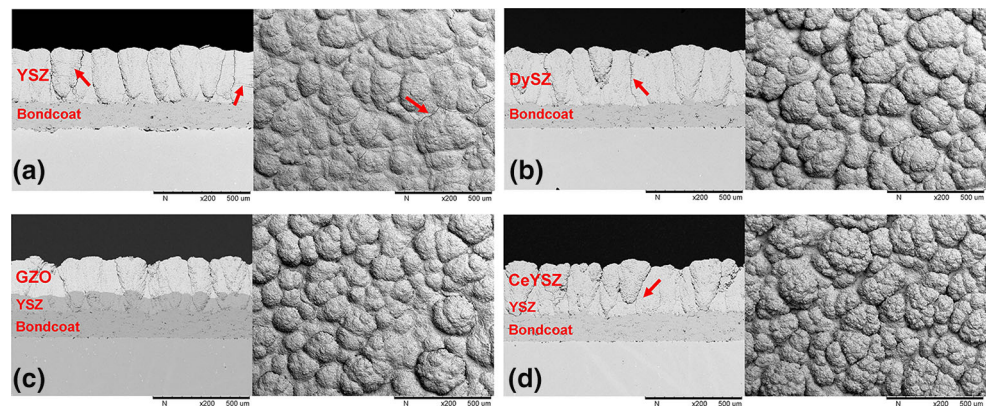 YSZ
Bondcoat
(a)
N x200 500 um
x200 500 um
DySZ
Bondcoat
(b)
N x200 500 um
N x200 500 um
GZO
YSZ
Bondcoat
(c)
N x200 500 um
x200 500 um
CeYSZ
YSZ
Bondcoat
(d)
N x200 500 um
N x200 500 um